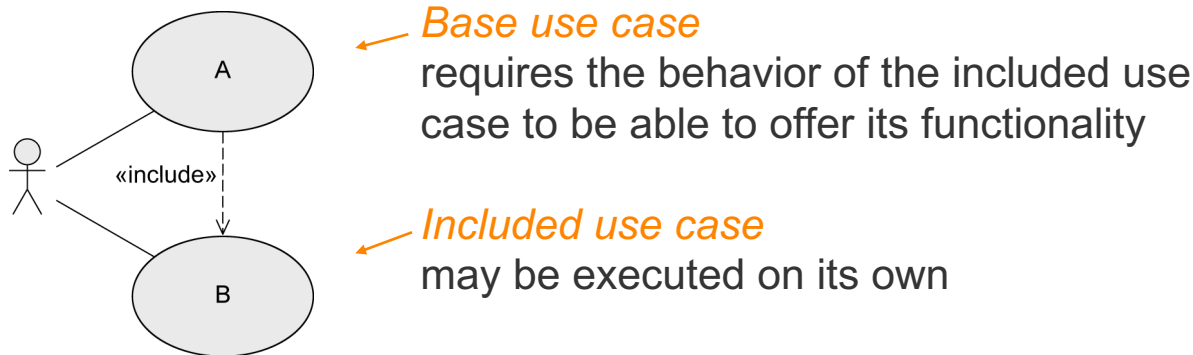 Base use case
A
requires the behavior of the included use
case to be able to offer its functionality
«include»
Included use case
may be executed on its own
B